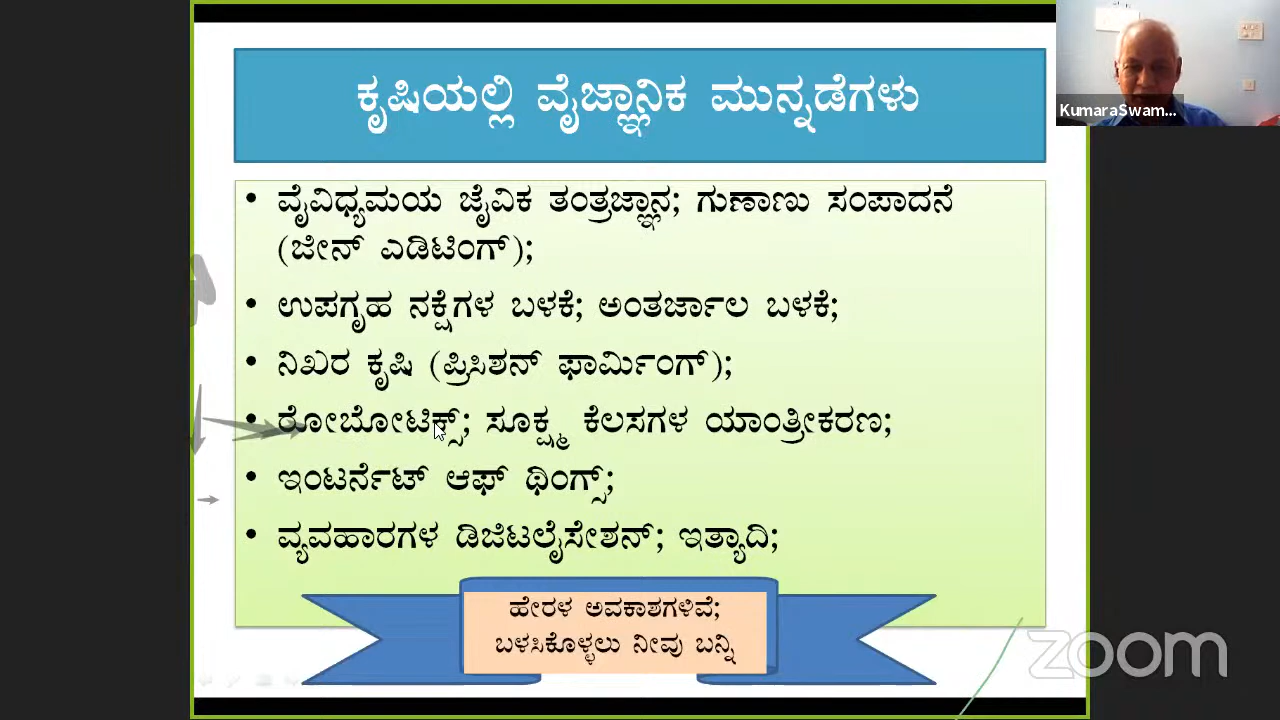 ಕೃಷಿಯಲ್ಲಿ ವೈಜ್ಞಾನಿಕ ಮುನ್ನಡೆಗಳು
KumaraSwam...
• ವೈವಿಧ್ಯಮಯ ಜೈವಿಕ ತಂತ್ರಜ್ಞಾನ; ಗುಣಾಣು ಸಂಪಾದನೆ
(ಜೀನ್ ಎಡಿಟಿಂಗ್);
• ಉಪಗೃಹ ನಕ್ಷೆಗಳ ಬಳಕೆ; ಅಂತರ್ಜಾಲ ಬಳಕೆ;
• ನಿಖರ ಕೃಷಿ (ಪ್ರಿಸಿಶನ್ ಫಾರ್ಮಿಂಗ್);
• ರೋಬೋಟಿಕ್ಸ್; ಸೂಕ್ಷ್ಮ ಕೆಲಸಗಳ ಯಾಂತ್ರೀಕರಣ;
• ಇಂಟರ್ನೆಟ್ ಆಫ್ ಥಿಂಗ್ಸ್;
• ವ್ಯವಹಾರಗಳ ಡಿಜಿಟಲೈಸೇಶನ್; ಇತ್ಯಾದಿ;
ಹೇರಳ ಅವಕಾಶಗಳಿವೆ;
ಬಳಸಿಕೊಳ್ಳಲು ನೀವು ಬನ್ನಿ
zoom